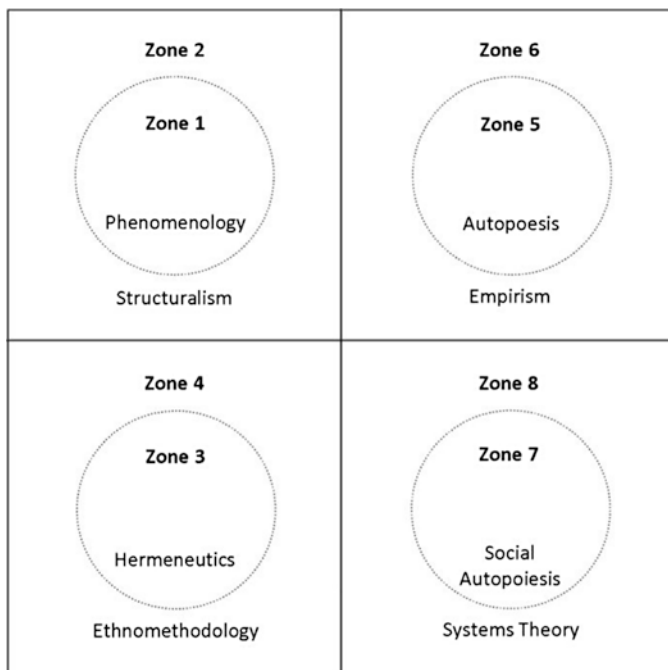 Zone 2
Zone 1
Phenomenology
Structuralism
Zone 6
Zone 5
Autopoesis
Empirism
Zone 4
Zone 3
Hermeneutics
Ethnomethodology
Zone 8
Zone 7
Social
Autopoiesis
Systems Theory